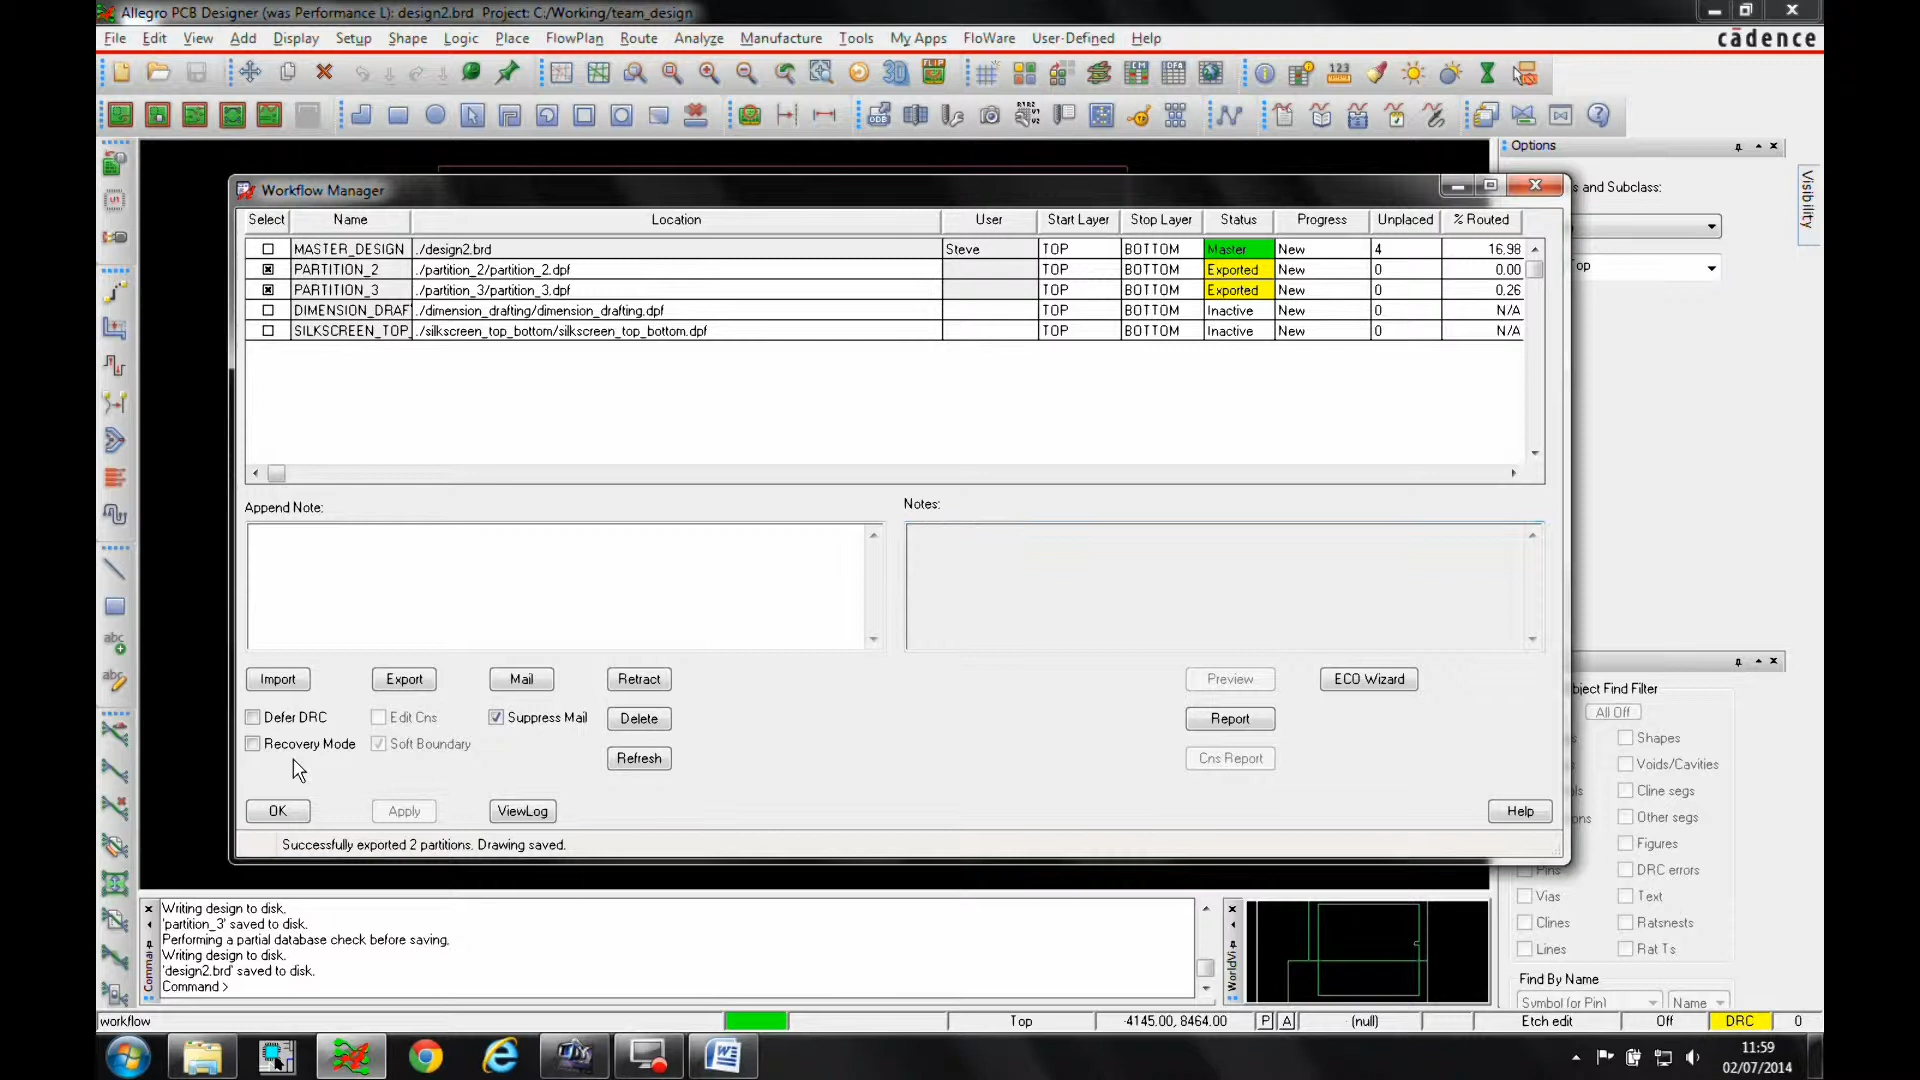 Allegro PCB Designer (was Performance L): design2.brd  Project: C:/Working/team_design
File Edit View Add Display Setup Shape Logic Place FlowPlan Route Analyze Manufacture Tools My Apps FloWare User-Defined Help
cādence
Options
s and Subclass:
op
Visibility
Workflow Manager
Select Name Location User Start Layer Stop Layer Status Progress Unplaced % Routed
MASTER_DESIGN ./design2.brd Steve TOP BOTTOM Master New 4 16.98
PARTITION_2 ./partition_2/partition_2.dpf TOP BOTTOM Exported New 0 0.00
PARTITION_3 ./partition_3/partition_3.dpf TOP BOTTOM Exported New 0 0.26
DIMENSION_DRAF ./dimension_drafting/dimension_drafting.dpf TOP BOTTOM Inactive New 0 N/A
SILKSCREEN_TOP_ ./silkscreen_top_bottom/silkscreen_top_bottom.dpf TOP BOTTOM Inactive New 0 N/A
Append Note:
Notes:
Import Export Mail Retract Preview ECO Wizard
Defer DRC Edit Cns Suppress Mail Delete Report
Recovery Mode Soft Boundary Refresh Cns Report
OK Apply ViewLog Help
Successfully exported 2 partitions. Drawing saved.
bject Find Filter
All Off
s Shapes
Voids/Cavities
ls Cline segs
ons Other segs
Figures
Pins DRC errors
Vias Text
Clines Ratsnests
Lines Rat Ts
Find By Name
Symbol (or Pin) Name
Comman
Writing design to disk.
'partition_3' saved to disk.
Performing a partial database check before saving.
Writing design to disk.
'design2.brd' saved to disk.
Command >
WorldVi
workflow Top -4145.00, 8464.00 P A (null) Etch edit Off DRC 0
11:59
02/07/2014